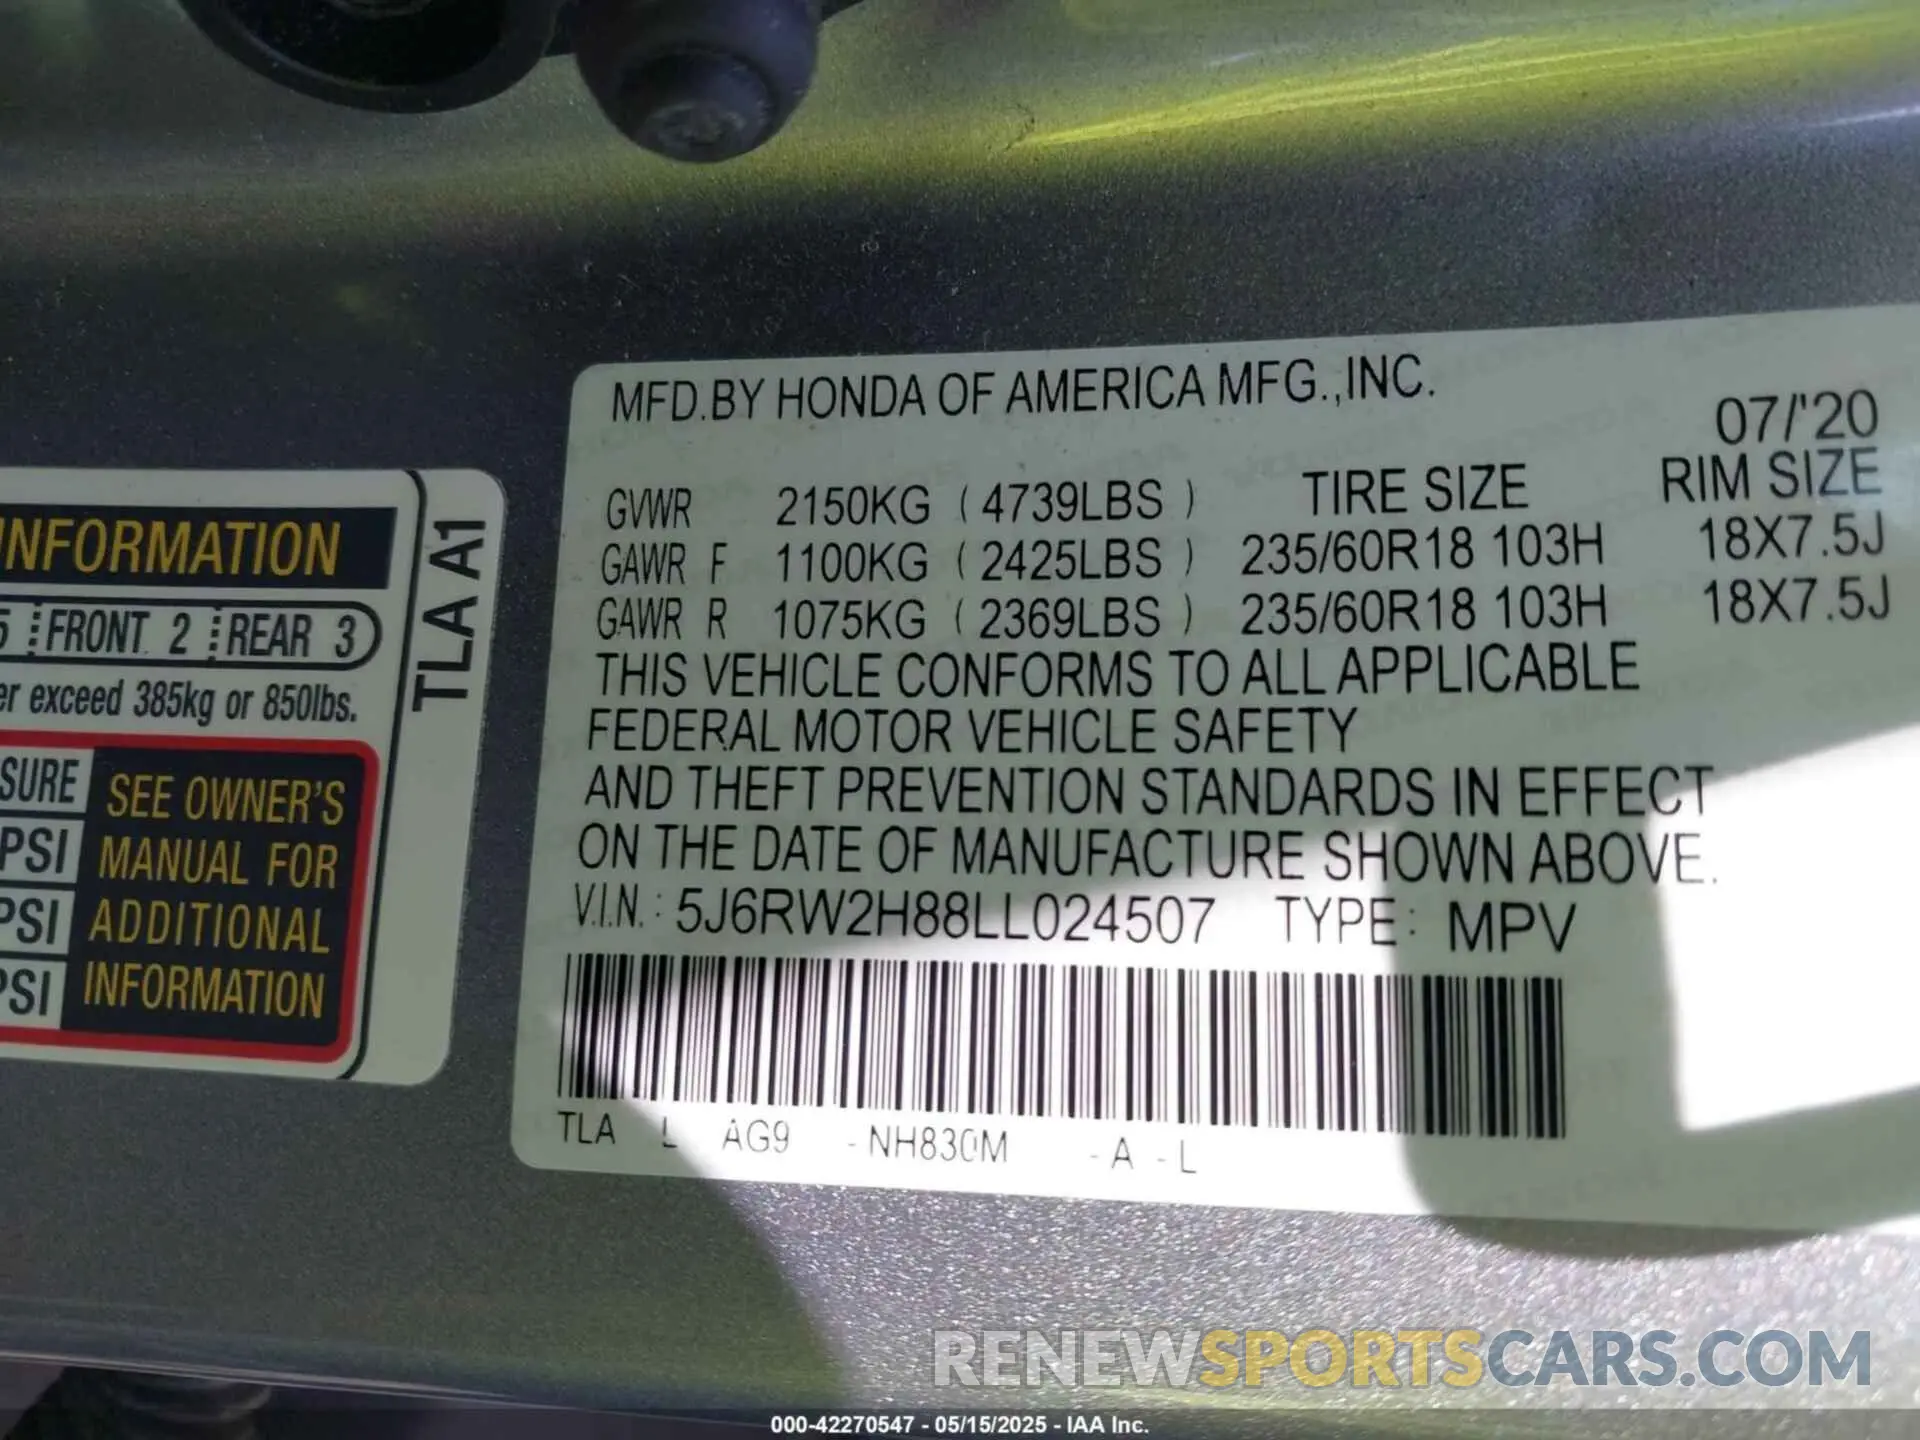 MFD.BY HONDA OF AMERICA MFG.,INC.
07/'20
GVWR 2150KG ( 4739LBS ) TIRE SIZE RIM SIZE
GAWR F 1100KG ( 2425LBS ) 235/60R18 103H 18X7.5J
GAWR R 1075KG ( 2369LBS ) 235/60R18 103H 18X7.5J
THIS VEHICLE CONFORMS TO ALL APPLICABLE
FEDERAL MOTOR VEHICLE SAFETY
AND THEFT PREVENTION STANDARDS IN EFFECT
ON THE DATE OF MANUFACTURE SHOWN ABOVE.
V.I.N. : 5J6RW2H88LL024507 TYPE : MPV
TLA L AG9 - NH830M - A - L
INFORMATION
5 FRONT 2 REAR 3
er exceed 385kg or 850lbs.
SURE
PSI
PSI
PSI
SEE OWNER'S
MANUAL FOR
ADDITIONAL
INFORMATION
TLA A1
RENEWSPORTSCARS.COM
000-42270547 - 05/15/2025 - IAA Inc.